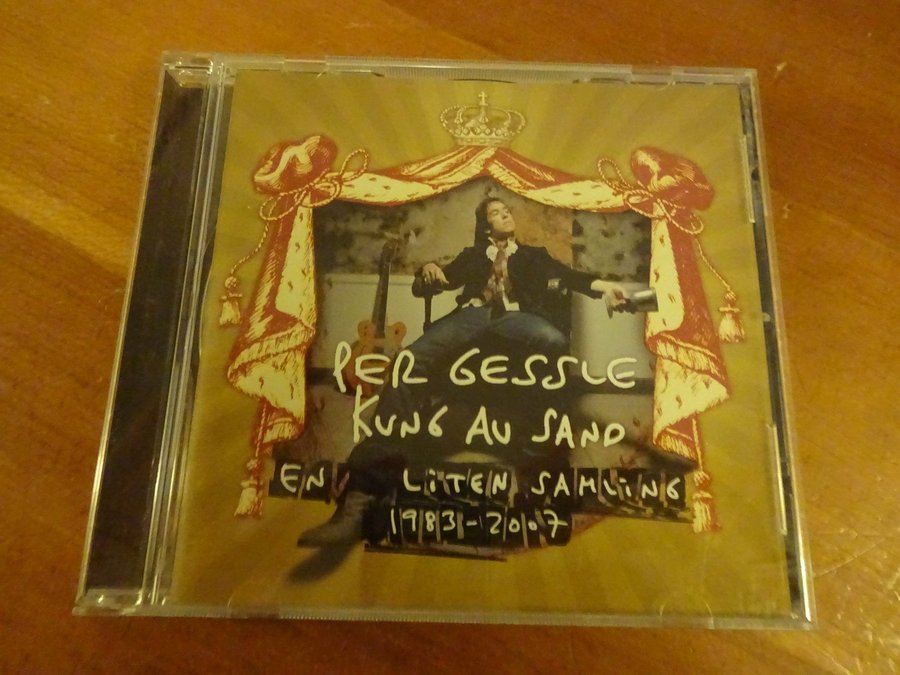 PER GESSLE
KUNG AV SAND
EN LITEN SAMLING
1983-2007